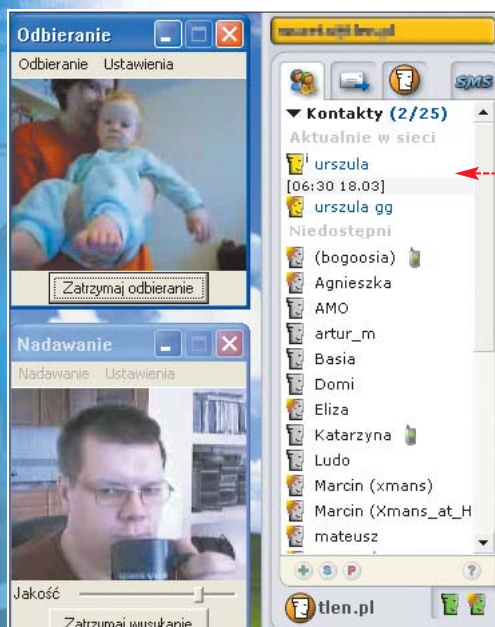 Odbieranie
Odbieranie Ustawienia
Zatrzymaj odbieranie
Nadawanie
Nadawanie Ustawienia
Jakość
Zatrzymaj wysyłanie
SMS
Kontakty (2/25)
Aktualnie w sieci
urszula
[06:30 18.03]
urszula gg
Niedostępni
(bogoosia)
Agnieszka
AMO
artur_m
Basia
Domi
Eliza
Katarzyna
Ludo
Marcin (xmans)
Marcin (Xmans_at_H
mateusz
+ S P ?
tlen.pl